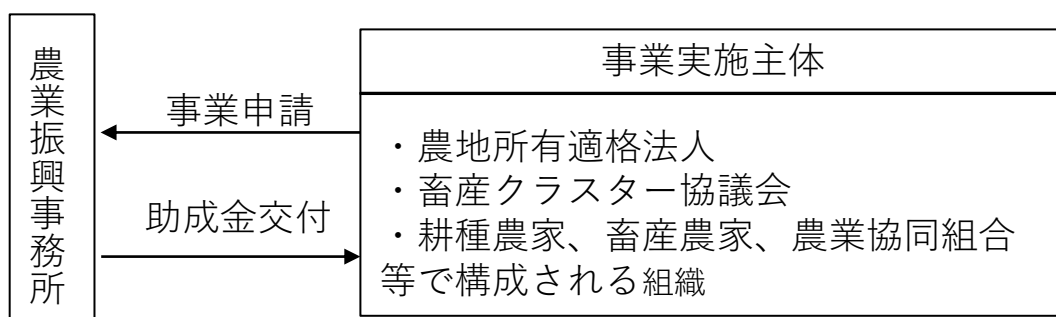 農業振興事務所
事業申請
助成金交付
事業実施主体
・農地所有適格法人
・畜産クラスター協議会
・耕種農家、畜産農家、農業協同組合
等で構成される組織